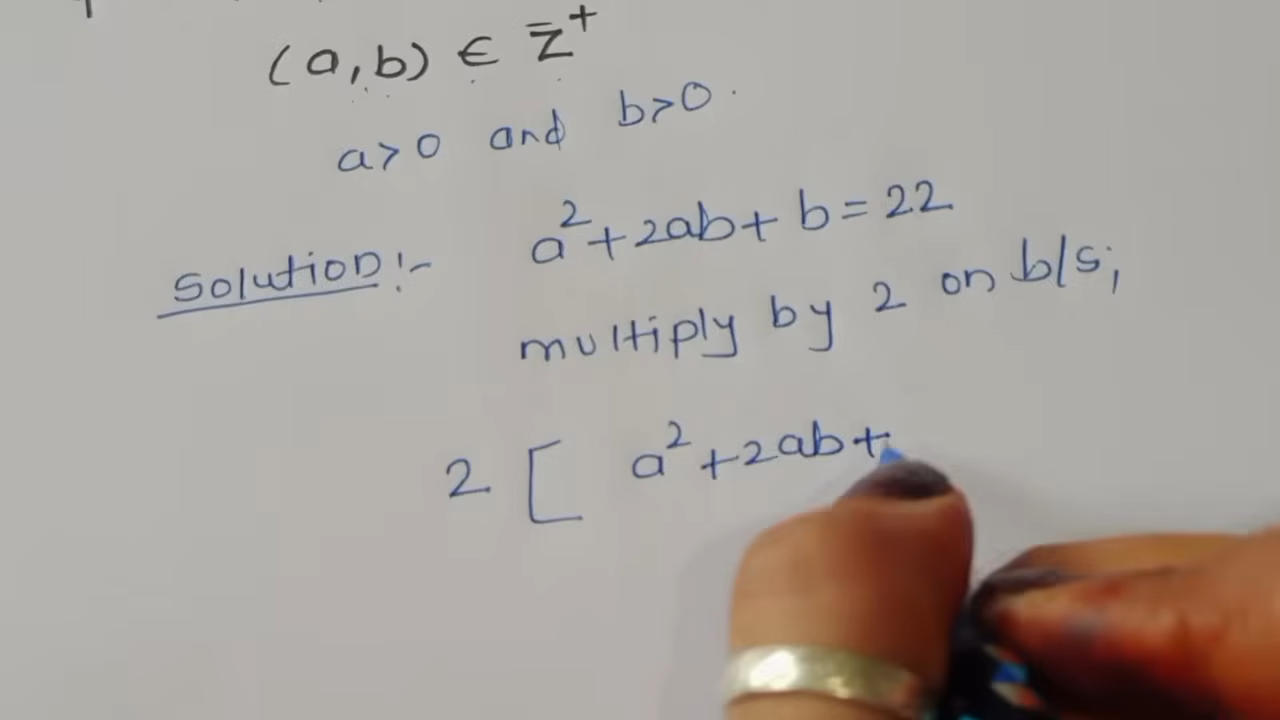 (a,b) ∈ Z⁺
a>0 and b>0.
Solution:- a²+2ab+b=22
multiply by 2 on b/s;
2 [ a²+2ab+